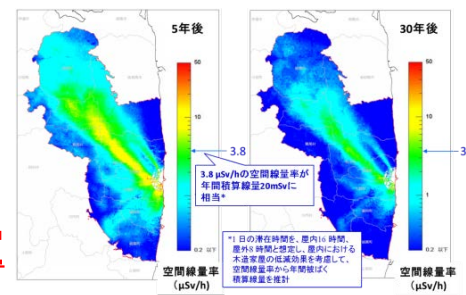 5年後
30年後
50
10
1
0.2 以下
空間線量率
（μSv/h）
3.8
3.8 μSv/hの空間線量率が
年間積算線量20mSvに
相当*
*1 日の滞在時間を、屋内16 時間、
屋外8 時間と想定し、屋内における
木造家屋の低減効果を考慮して、
空間線量率から年間被ばく
積算線量を推計
50
10
1
0.2 以下
空間線量率
（μSv/h）
3